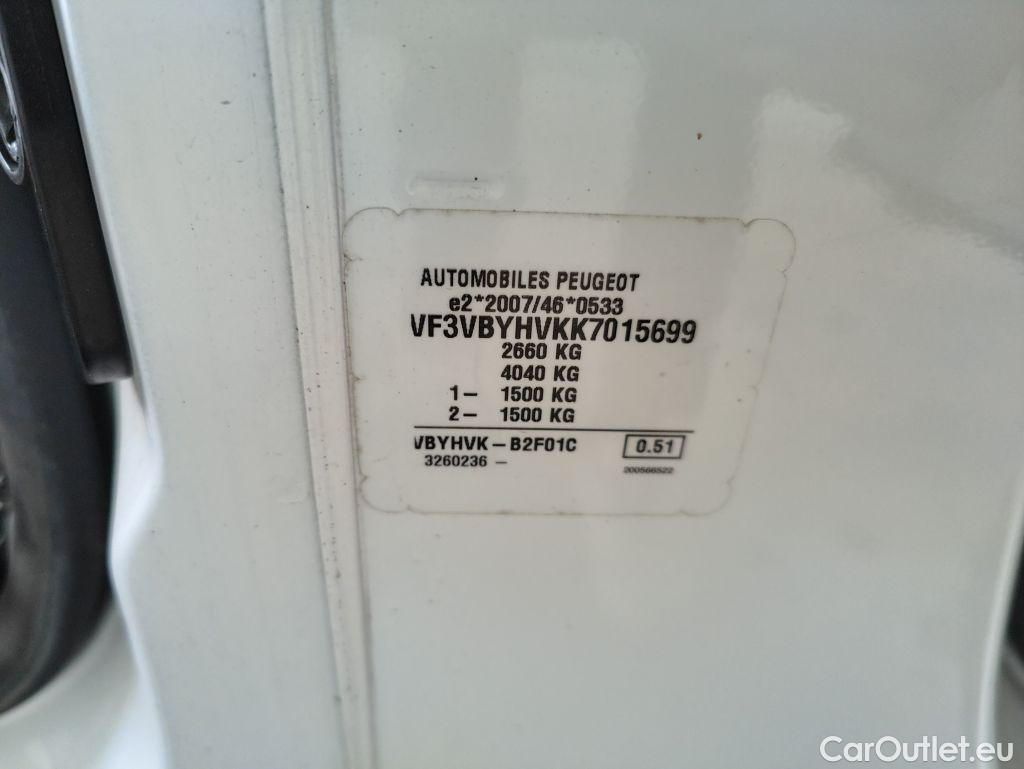 AUTOMOBILES PEUGEOT
e2*2007/46*0533
VF3VBYHVKK7015699
2660 KG
4040 KG
1- 1500 KG
2- 1500 KG
VBYHVK - B2F01C 0.51
3260236 - 200566522
CarOutlet.eu